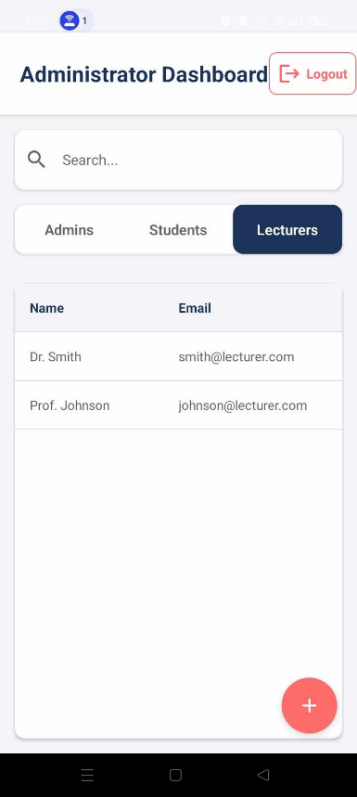 1
Administrator Dashboard
Logout
Search...
Admins Students Lecturers
Name Email
Dr. Smith smith@lecturer.com
Prof. Johnson johnson@lecturer.com
+